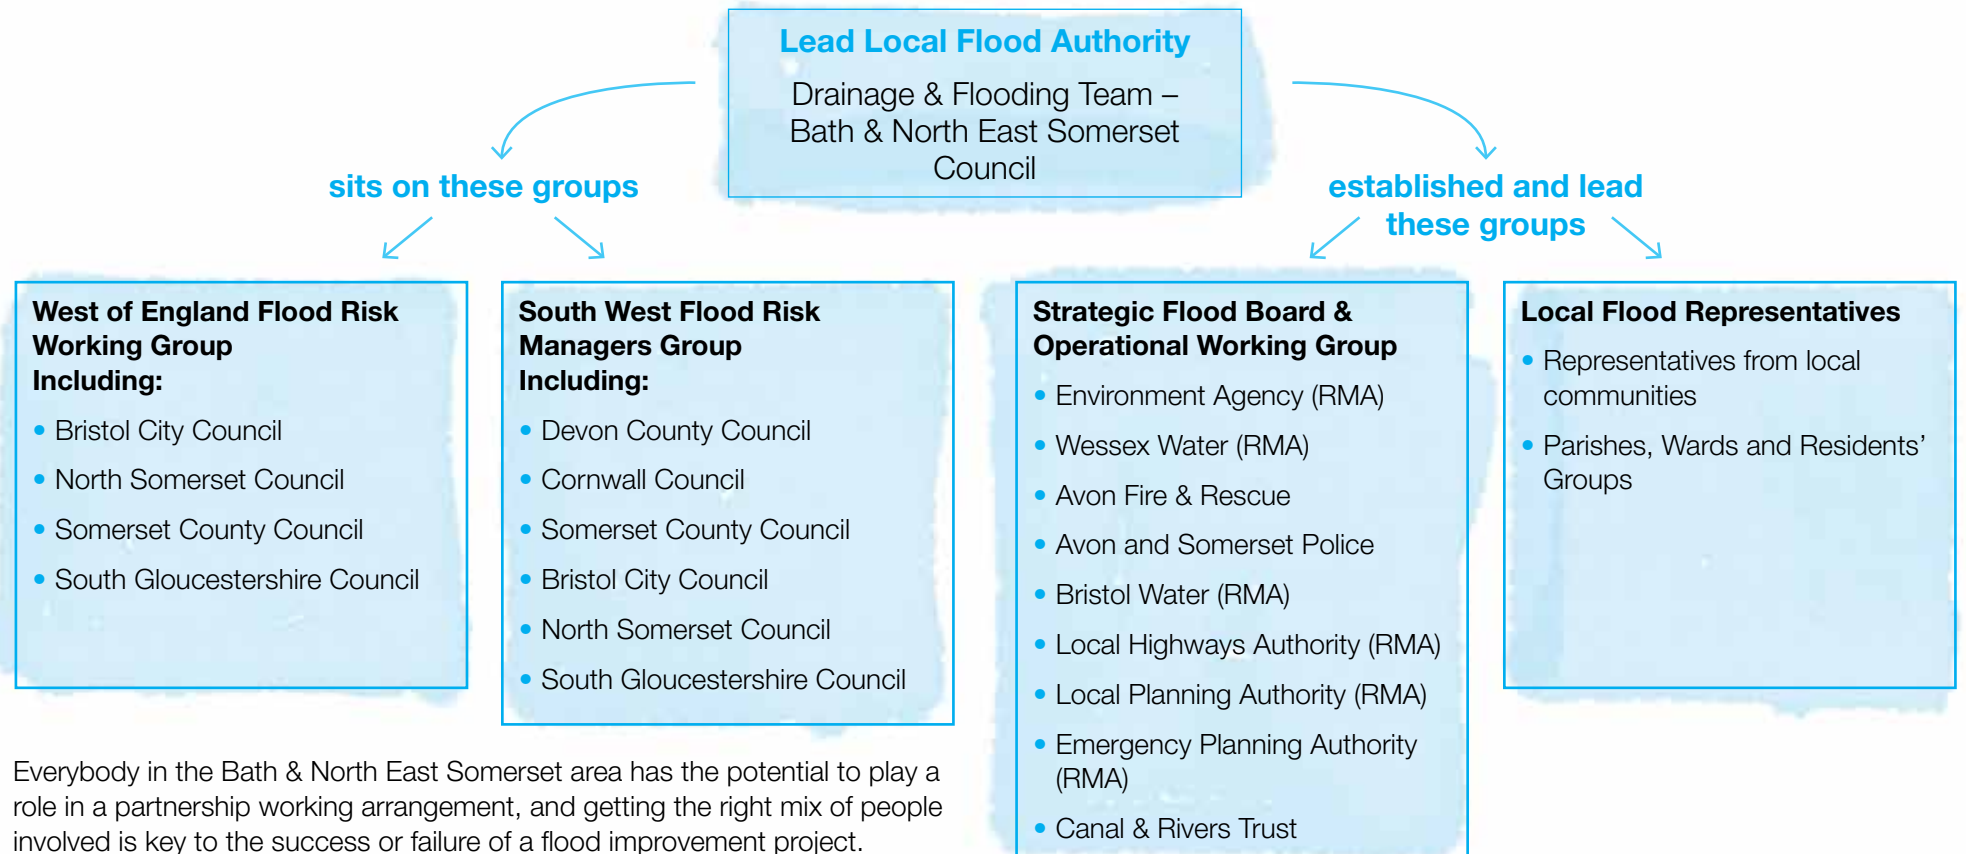 Lead Local Flood Authority
Drainage & Flooding Team –
Bath & North East Somerset
Council
sits on these groups
established and lead
these groups
West of England Flood Risk
Working Group
Including:
• Bristol City Council
• North Somerset Council
• Somerset County Council
• South Gloucestershire Council
South West Flood Risk
Managers Group
Including:
• Devon County Council
• Cornwall Council
• Somerset County Council
• Bristol City Council
• North Somerset Council
• South Gloucestershire Council
Strategic Flood Board &
Operational Working Group
• Environment Agency (RMA)
• Wessex Water (RMA)
• Avon Fire & Rescue
• Avon and Somerset Police
• Bristol Water (RMA)
• Local Highways Authority (RMA)
• Local Planning Authority (RMA)
• Emergency Planning Authority
(RMA)
• Canal & Rivers Trust
Local Flood Representatives
• Representatives from local
communities
• Parishes, Wards and Residents’
Groups
Everybody in the Bath & North East Somerset area has the potential to play a
role in a partnership working arrangement, and getting the right mix of people
involved is key to the success or failure of a flood improvement project.